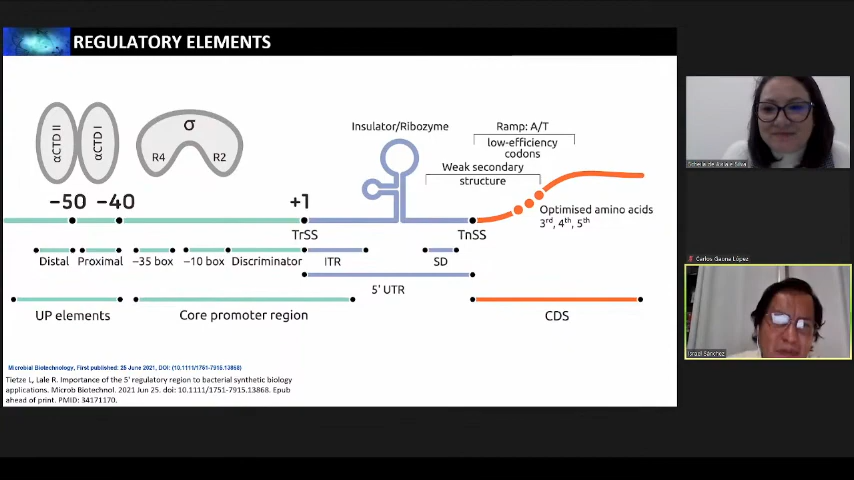 REGULATORY ELEMENTS
αCTD II
αCTD I
σ
R4
R2
Insulator/Ribozyme
Ramp: A/T
low-efficiency
codons
Weak secondary
structure
−50
−40
+1
TrSS
TnSS
Optimised amino acids
3rd, 4th, 5th
Distal
Proximal
−35 box
−10 box
Discriminator
ITR
SD
5' UTR
UP elements
Core promoter region
CDS
Microbial Biotechnology, First published: 25 June 2021, DOI: (10.1111/1751-7915.13868)
Tietze L, Lale R. Importance of the 5' regulatory region to bacterial synthetic biology
applications. Microb Biotechnol. 2021 Jun 25. doi: 10.1111/1751-7915.13868. Epub
ahead of print. PMID: 34171170.
Carlos Gaona López
Israel Sánchez